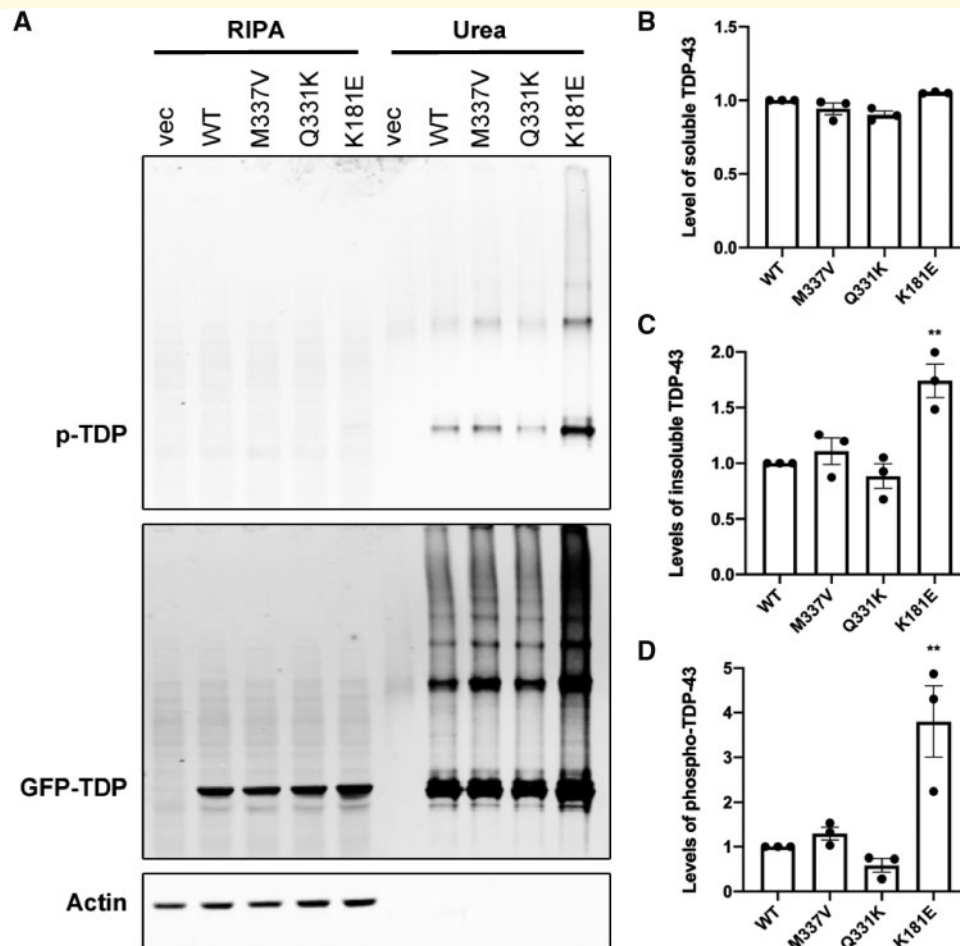 A
RIPA
Urea
vec
WT
M337V
Q331K
K181E
vec
WT
M337V
Q331K
K181E
p-TDP
GFP-TDP
Actin
B
Level of soluble TDP-43
1.5
1.0
0.5
0.0
WT
M337V
Q331K
K181E
C
Levels of insoluble TDP-43
2.0
1.5
1.0
0.5
0.0
**
WT
M337V
Q331K
K181E
D
Levels of phospho-TDP-43
5
4
3
2
1
0
**
WT
M337V
Q331K
K181E